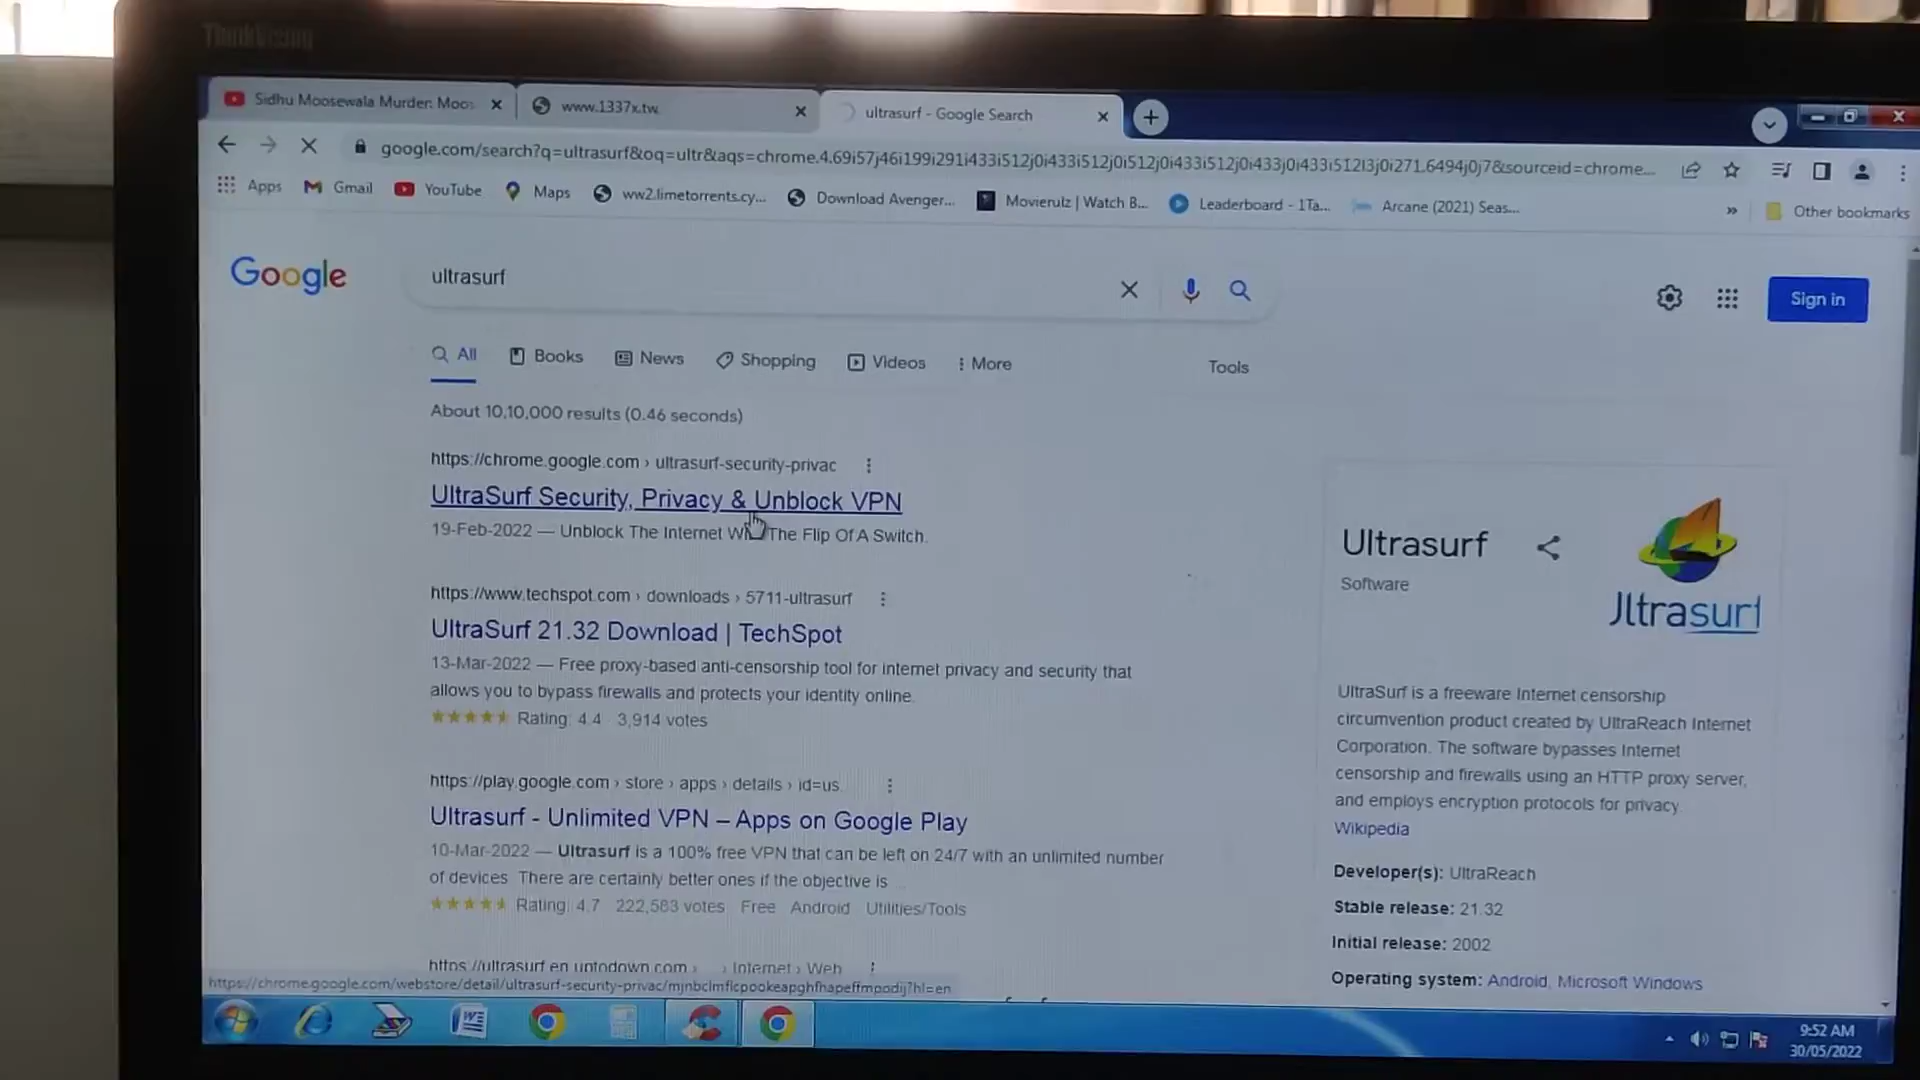 ThinkVision
Sidhu Moosewala Murder: Moos
www.1337x.tw
ultrasurf - Google Search
google.com/search?q=ultrasurf&oq=ultr&aqs=chrome.4.69i57j46i199i291i433i512j0i433i512j0i512j0i433i512j0i433j0i433i512l3j0i271.6494j0j7&sourceid=chrome...
Apps
Gmail
YouTube
Maps
ww2.limetorrents.cy...
Download Avenger...
Movierulz | Watch B...
Leaderboard - 1Ta...
Arcane (2021) Seas...
»
Other bookmarks
Google
ultrasurf
Sign in
All
Books
News
Shopping
Videos
More
Tools
About 10,10,000 results (0.46 seconds)
https://chrome.google.com › ultrasurf-security-privac
UltraSurf Security, Privacy & Unblock VPN
19-Feb-2022 — Unblock The Internet The Flip Of A Switch.
https://www.techspot.com › downloads › 5711-ultrasurf
UltraSurf 21.32 Download | TechSpot
13-Mar-2022 — Free proxy-based anti-censorship tool for internet privacy and security that
allows you to bypass firewalls and protects your identity online.
Rating: 4.4 · 3,914 votes
https://play.google.com › store › apps › details › id=us.
Ultrasurf - Unlimited VPN – Apps on Google Play
10-Mar-2022 — Ultrasurf is a 100% free VPN that can be left on 24/7 with an unlimited number
of devices. There are certainly better ones if the objective is ...
Rating: 4.7 · 222,583 votes · Free · Android · Utilities/Tools
https://ultrasurf.en.uptodown.com › ... › Internet › Web
https://chrome.google.com/webstore/detail/ultrasurf-security-privac/mjnbclmflcpookeapghfhapeffmpodij?hl=en
Ultrasurf
Software
Jltrasurf
UltraSurf is a freeware Internet censorship
circumvention product created by UltraReach Internet
Corporation. The software bypasses Internet
censorship and firewalls using an HTTP proxy server,
and employs encryption protocols for privacy.
Wikipedia
Developer(s): UltraReach
Stable release: 21.32
Initial release: 2002
Operating system: Android, Microsoft Windows
9:52 AM
30/05/2022